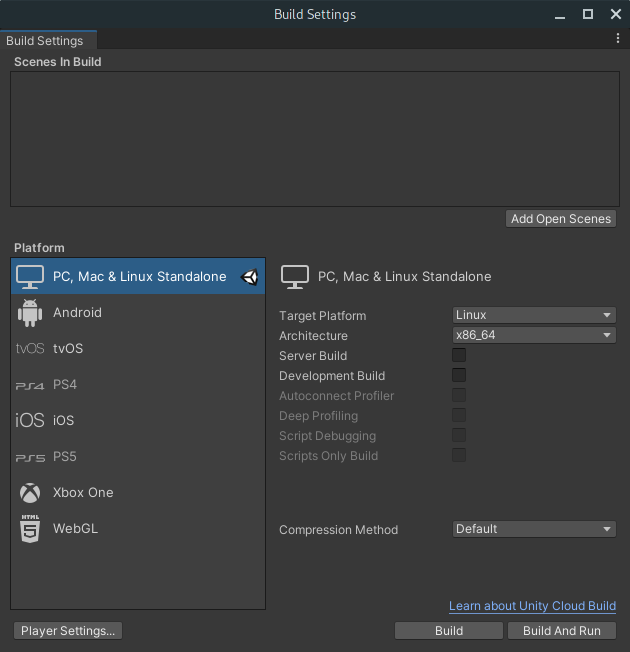 Build Settings
Build Settings
Scenes In Build
Add Open Scenes
Platform
PC, Mac & Linux Standalone
Android
tvOS tvOS
PS4 PS4
iOS iOS
PS5 PS5
Xbox One
HTML 5 WebGL
PC, Mac & Linux Standalone
Target Platform Linux
Architecture x86_64
Server Build
Development Build
Autoconnect Profiler
Deep Profiling
Script Debugging
Scripts Only Build
Compression Method Default
Learn about Unity Cloud Build
Player Settings... Build Build And Run